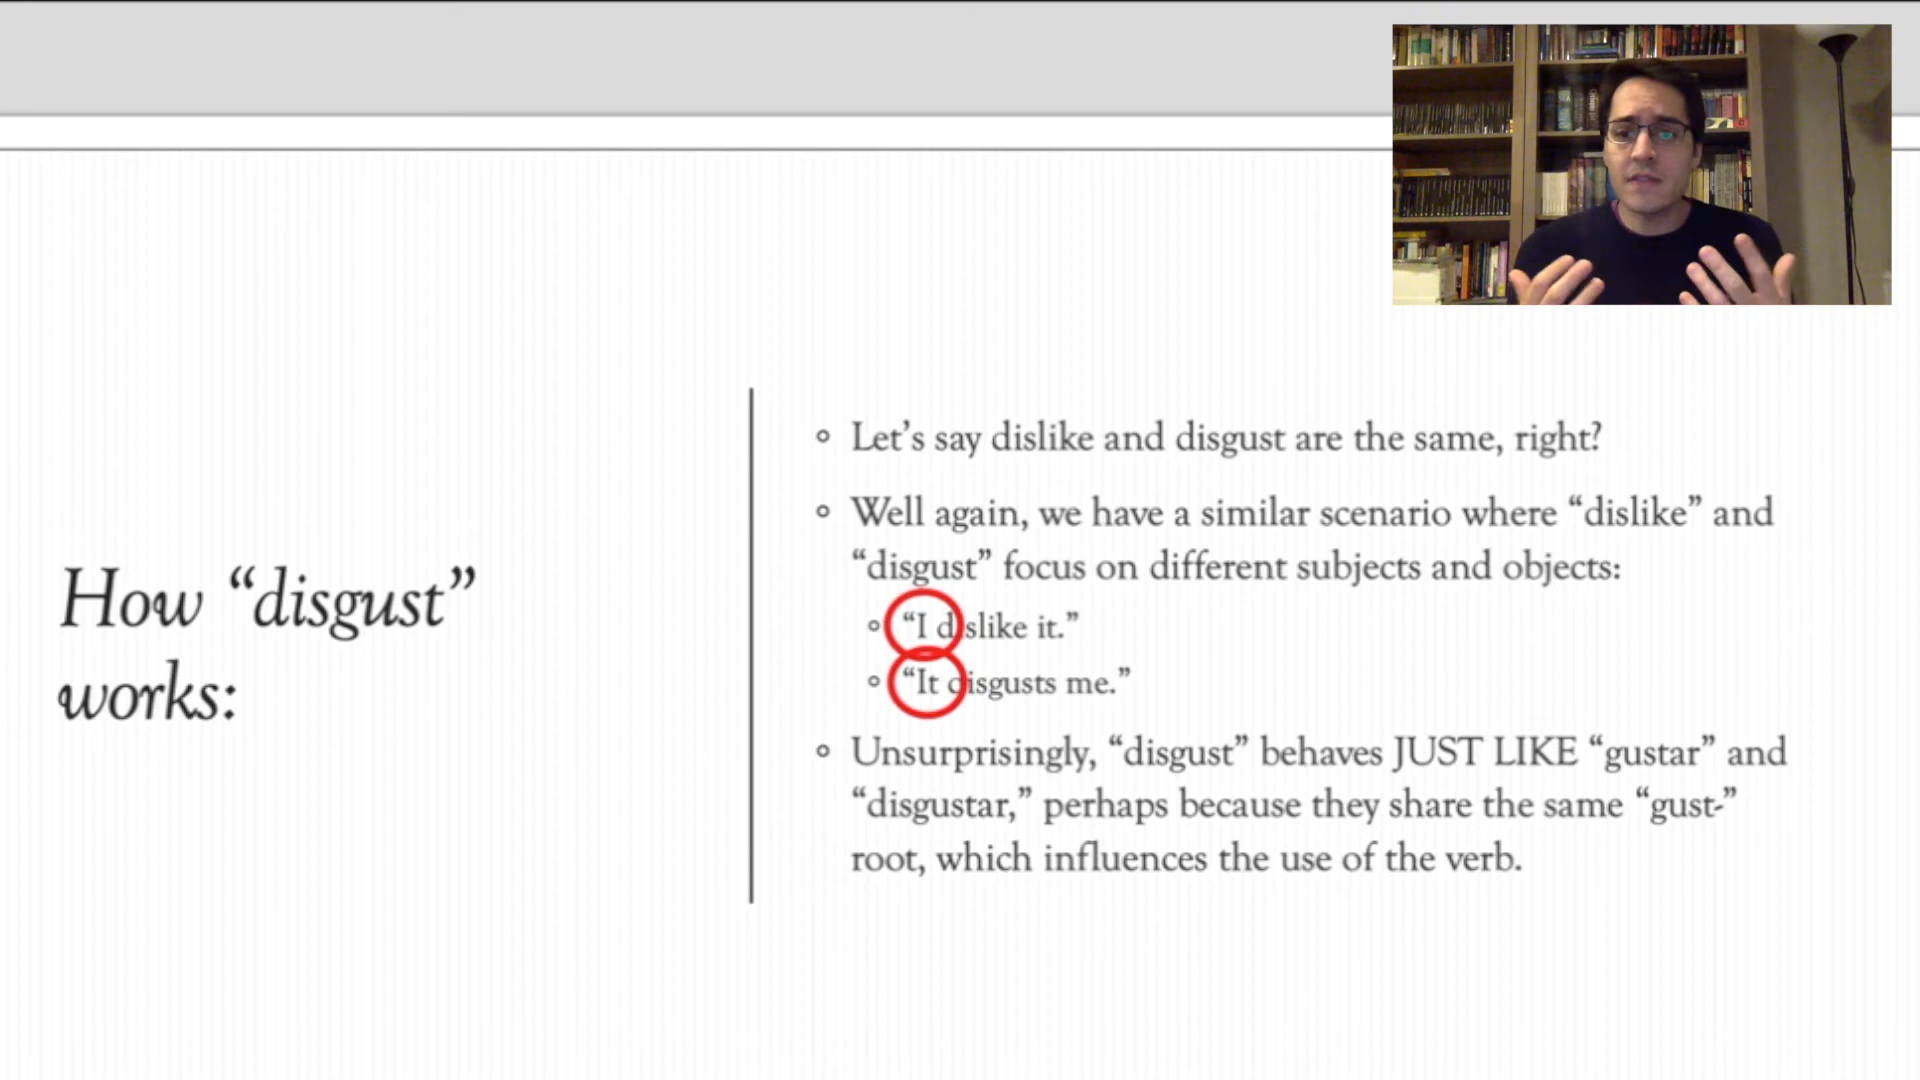 How “disgust”
works:
Let’s say dislike and disgust are the same, right?
Well again, we have a similar scenario where “dislike” and
“disgust” focus on different subjects and objects:
“I dislike it.”
“It disgusts me.”
Unsurprisingly, “disgust” behaves JUST LIKE “gustar” and
“disgustar,” perhaps because they share the same “gust-”
root, which influences the use of the verb.